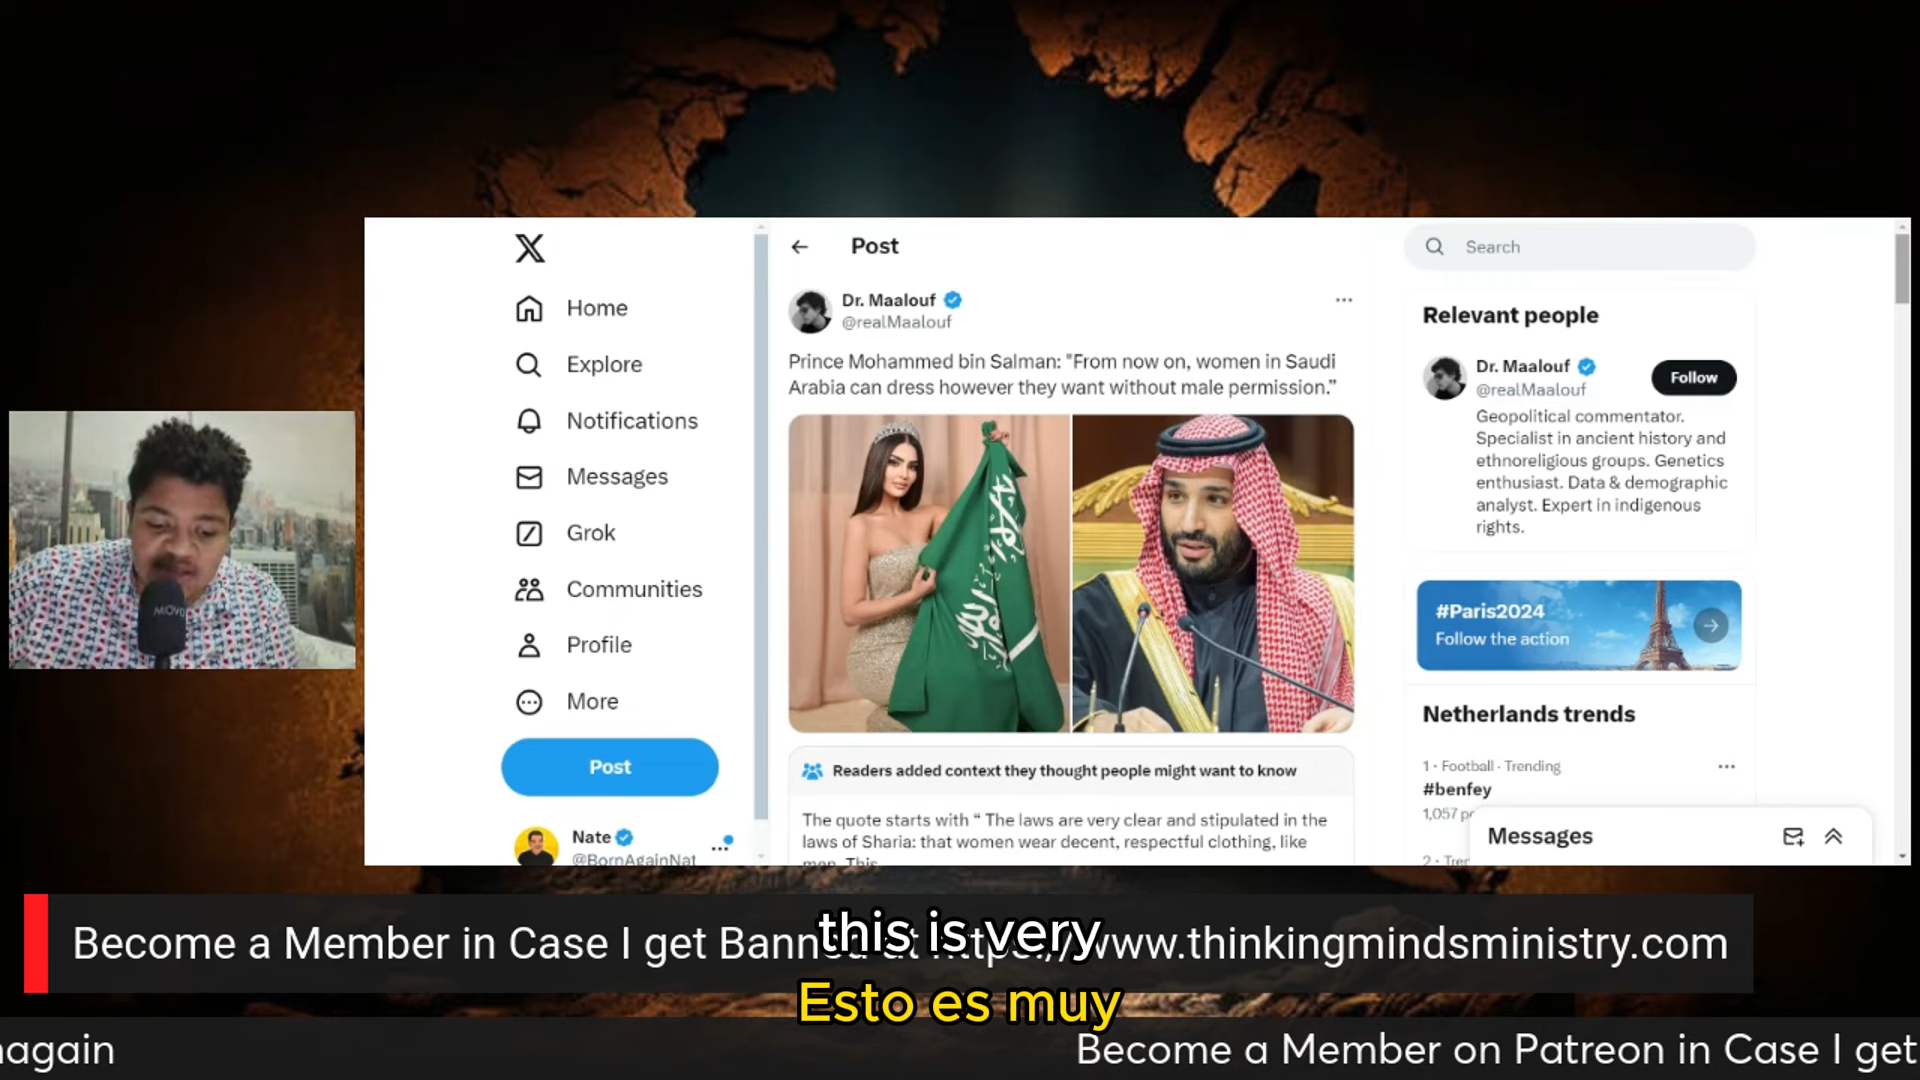 Home
Explore
Notifications
Messages
Grok
Communities
Profile
More
Post
Nate
@BornAgainNat
Post
Dr. Maalouf
@realMaalouf
Prince Mohammed bin Salman: "From now on, women in Saudi
Arabia can dress however they want without male permission.”
Readers added context they thought people might want to know
The quote starts with “ The laws are very clear and stipulated in the
laws of Sharia: that women wear decent, respectful clothing, like
men. This
Search
Relevant people
Dr. Maalouf
@realMaalouf
Follow
Geopolitical commentator.
Specialist in ancient history and
ethnoreligious groups. Genetics
enthusiast. Data & demographic
analyst. Expert in indigenous
rights.
#Paris2024
Follow the action
Netherlands trends
1 · Football · Trending
#benfey
1,057
Messages
MOVO
Become a Member in Case I get Banned at https://www.thinkingmindsministry.com
this is very
Esto es muy
again
Become a Member on Patreon in Case I get